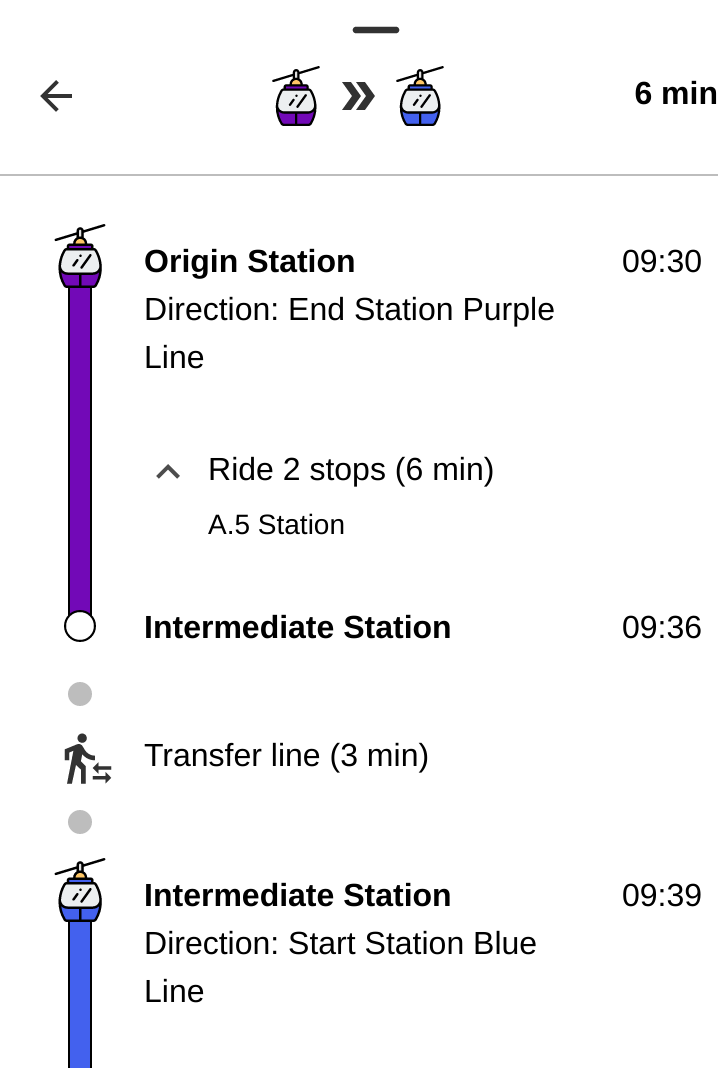 6 min
Origin Station 09:30
Direction: End Station Purple
Line
Ride 2 stops (6 min)
A.5 Station
Intermediate Station 09:36
Transfer line (3 min)
Intermediate Station 09:39
Direction: Start Station Blue
Line